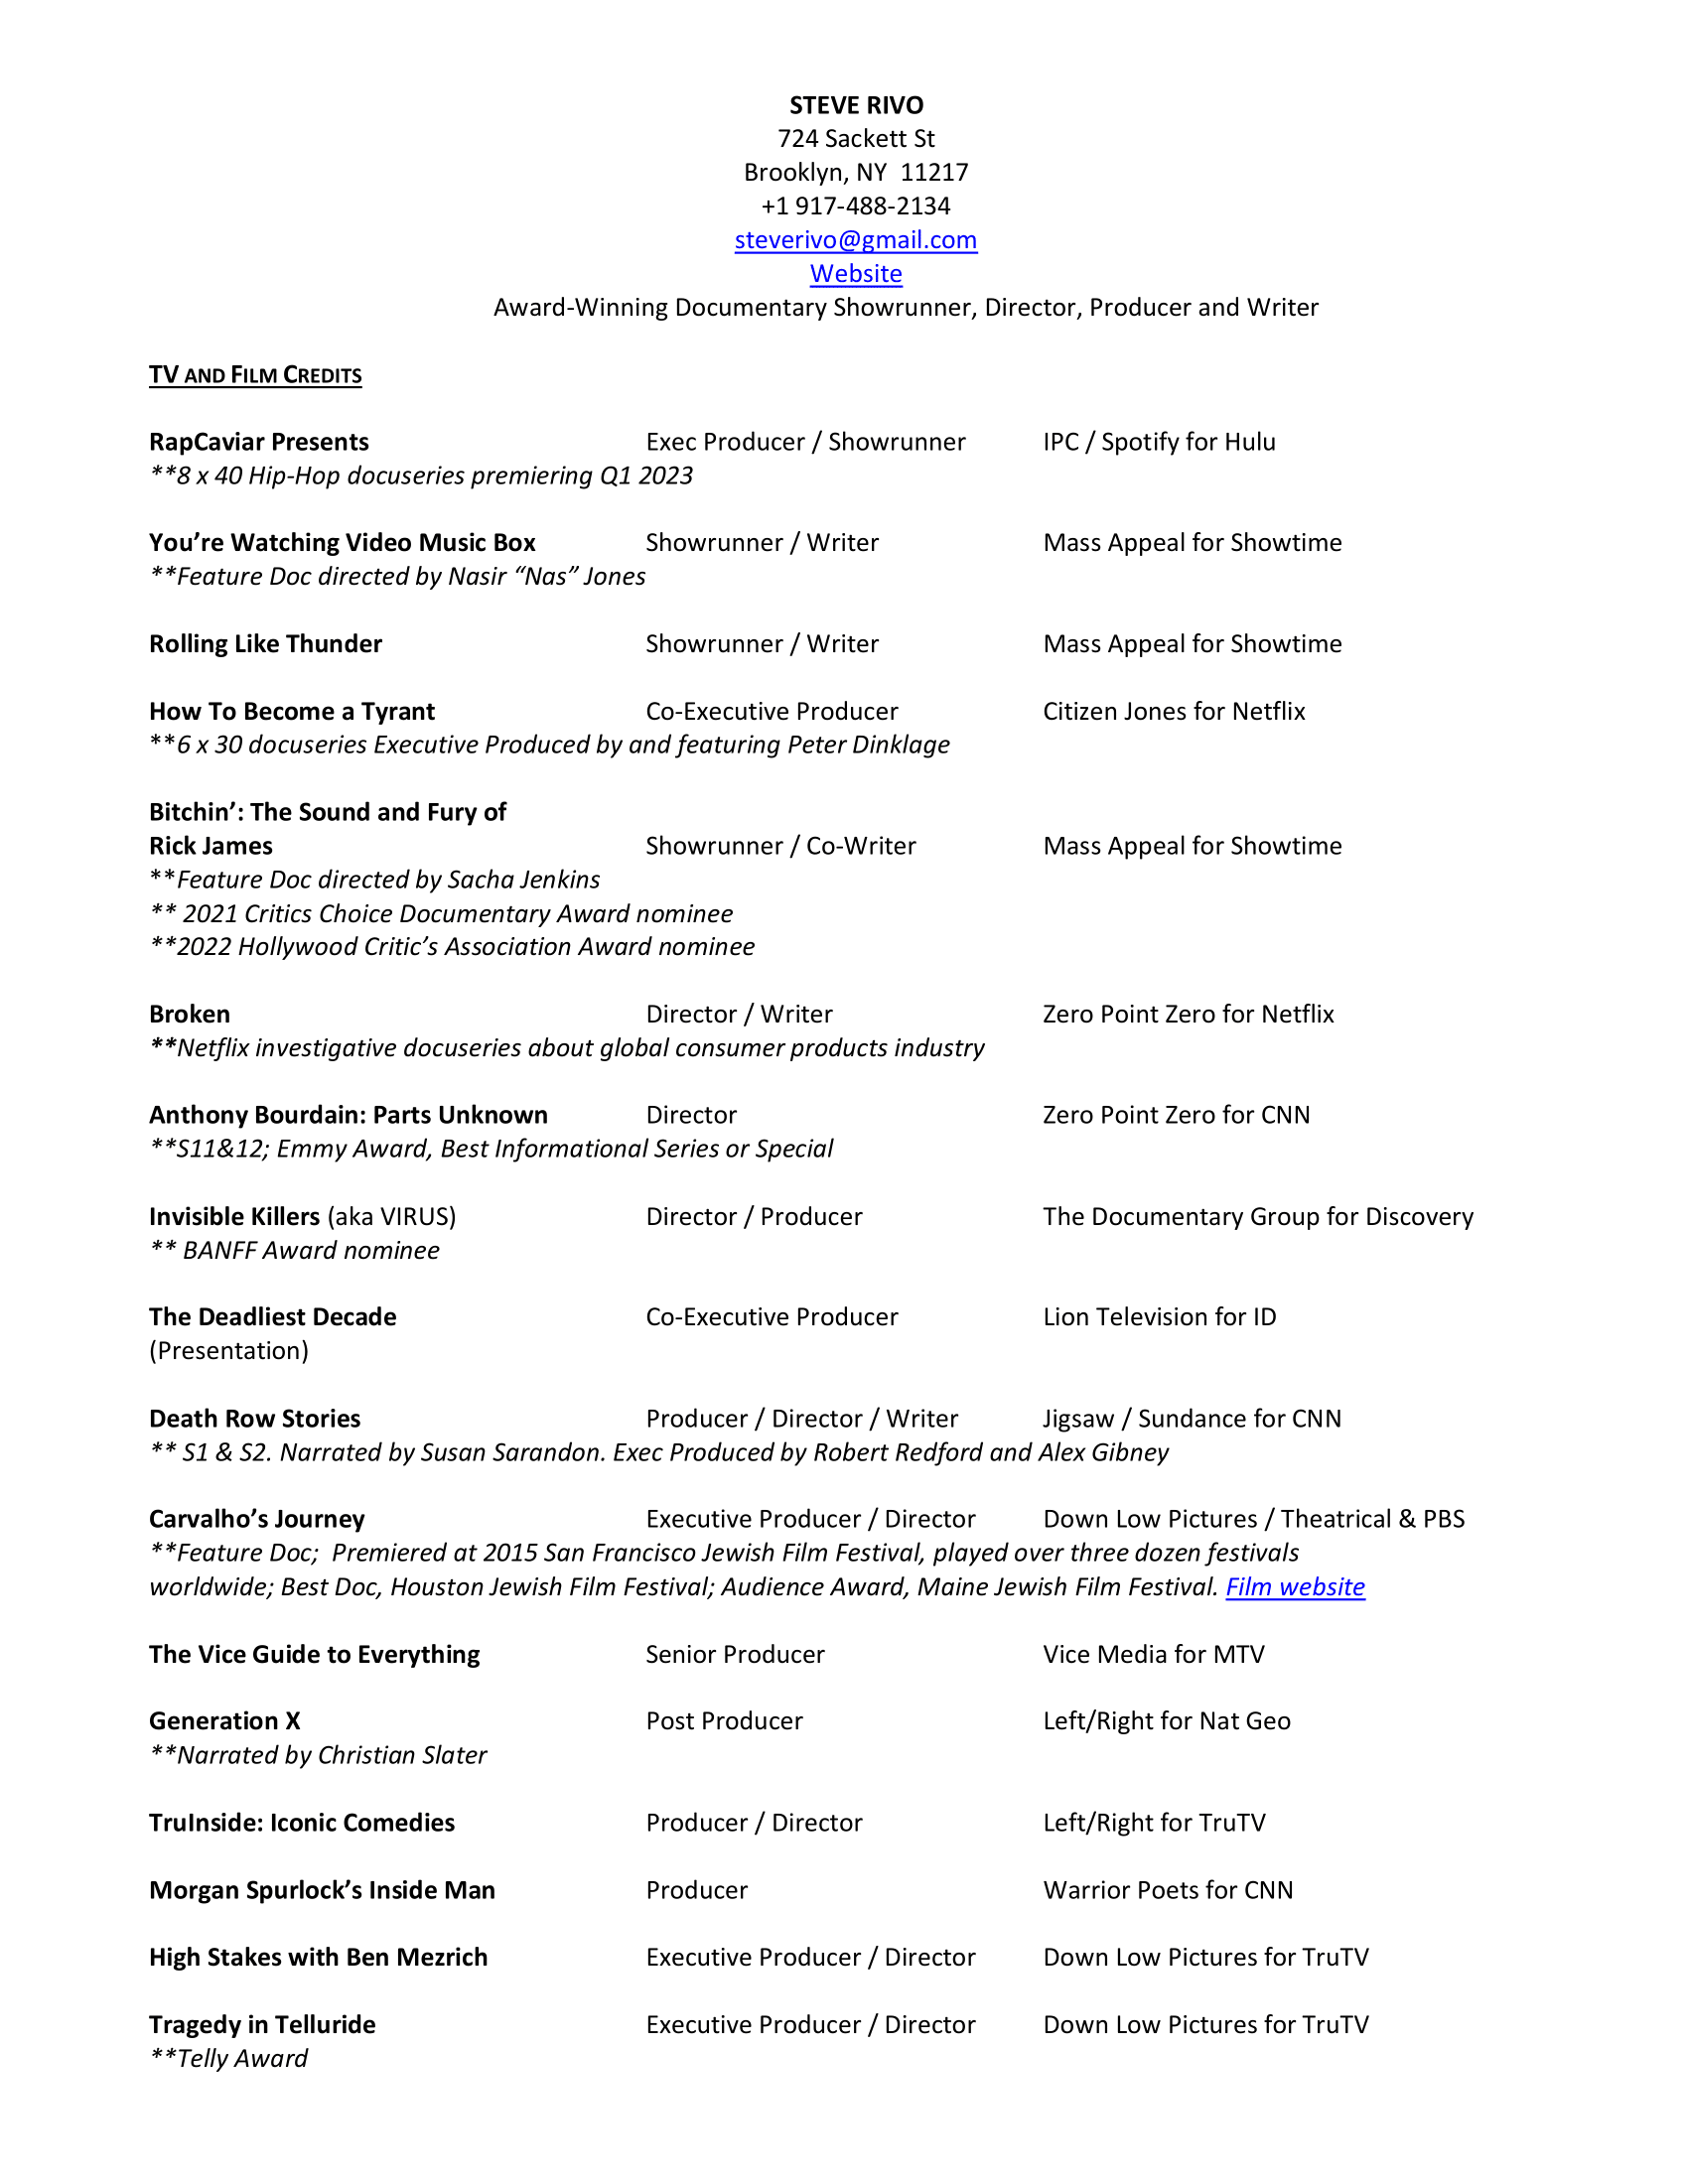 STEVE RIVO
724 Sackett St
Brooklyn, NY  11217
+1 917-488-2134
steverivo@gmail.com
Website
Award-Winning Documentary Showrunner, Director, Producer and Writer
TV AND FILM CREDITS
RapCaviar Presents Exec Producer / Showrunner IPC / Spotify for Hulu
**8 x 40 Hip-Hop docuseries premiering Q1 2023
You’re Watching Video Music Box Showrunner / Writer Mass Appeal for Showtime
**Feature Doc directed by Nasir “Nas” Jones
Rolling Like Thunder Showrunner / Writer Mass Appeal for Showtime
How To Become a Tyrant Co-Executive Producer Citizen Jones for Netflix
**6 x 30 docuseries Executive Produced by and featuring Peter Dinklage
Bitchin’: The Sound and Fury of
Rick James Showrunner / Co-Writer Mass Appeal for Showtime
**Feature Doc directed by Sacha Jenkins
** 2021 Critics Choice Documentary Award nominee
**2022 Hollywood Critic’s Association Award nominee
Broken Director / Writer Zero Point Zero for Netflix
**Netflix investigative docuseries about global consumer products industry
Anthony Bourdain: Parts Unknown Director Zero Point Zero for CNN
**S11&12; Emmy Award, Best Informational Series or Special
Invisible Killers (aka VIRUS) Director / Producer The Documentary Group for Discovery
** BANFF Award nominee
The Deadliest Decade Co-Executive Producer Lion Television for ID
(Presentation)
Death Row Stories Producer / Director / Writer Jigsaw / Sundance for CNN
** S1 & S2. Narrated by Susan Sarandon. Exec Produced by Robert Redford and Alex Gibney
Carvalho’s Journey Executive Producer / Director Down Low Pictures / Theatrical & PBS
**Feature Doc;  Premiered at 2015 San Francisco Jewish Film Festival, played over three dozen festivals
worldwide; Best Doc, Houston Jewish Film Festival; Audience Award, Maine Jewish Film Festival. Film website
The Vice Guide to Everything Senior Producer Vice Media for MTV
Generation X Post Producer Left/Right for Nat Geo
**Narrated by Christian Slater
TruInside: Iconic Comedies Producer / Director Left/Right for TruTV
Morgan Spurlock’s Inside Man Producer Warrior Poets for CNN
High Stakes with Ben Mezrich Executive Producer / Director Down Low Pictures for TruTV
Tragedy in Telluride Executive Producer / Director Down Low Pictures for TruTV
**Telly Award